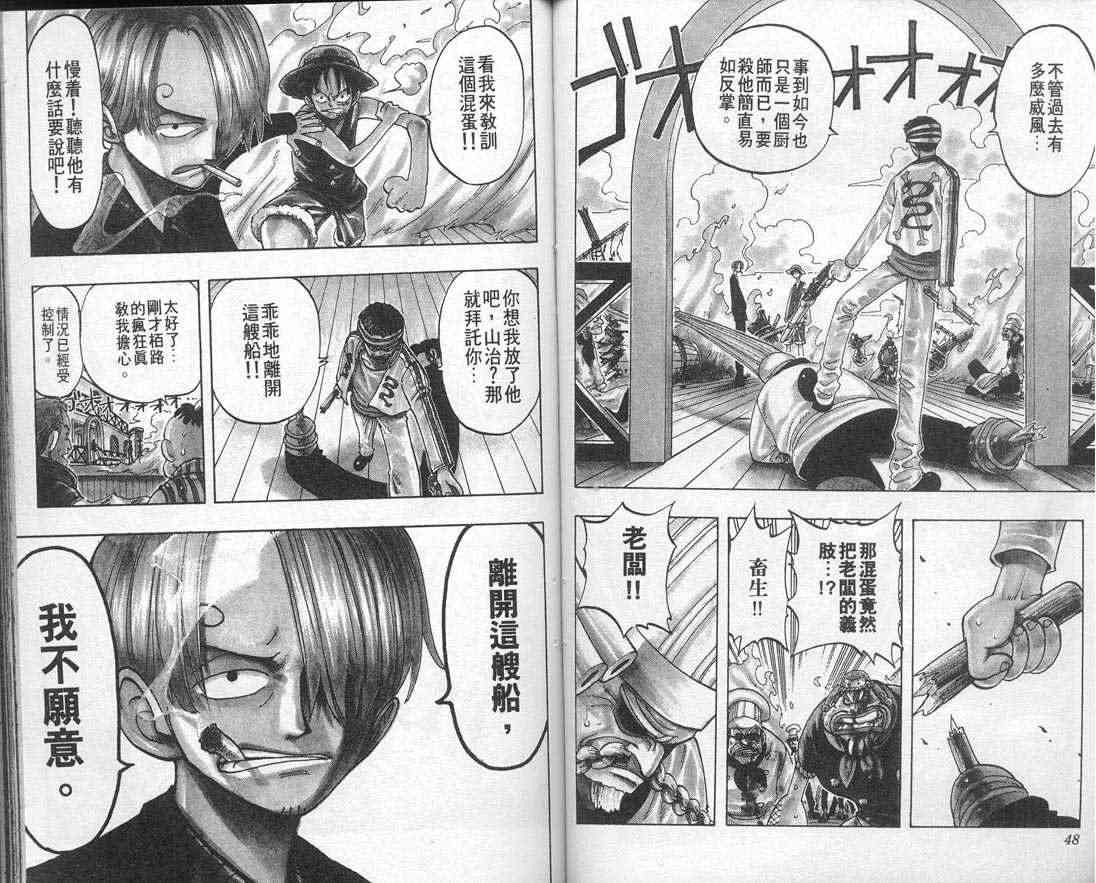 不管過去有
多麼威風…
事到如今也
只是一個厨
師而已，要
殺他簡直易
如反掌。
ゴオオオオオオ
那混蛋竟然
把老闆的義
肢…!?
畜生!!
老闆!!
48
看我來教訓
這個混蛋!!
慢着！聽聽他有
什麼話要說吧！
你想我放了他
吧，山治？那
就拜託你…
乖乖地離開
這艘船!!
太好了…
剛才栢路
的瘋狂真
教我擔心。
情況已經受
控制了。
離開這艘船，
我不願意。